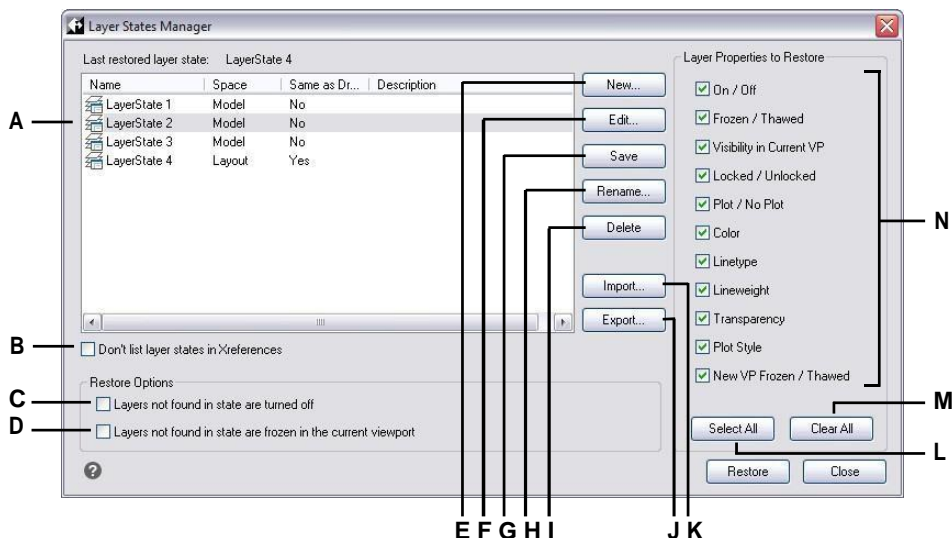 Layer States Manager
Last restored layer state: LayerState 4
Name Space Same as Dr... Description
LayerState 1 Model No
LayerState 2 Model No
LayerState 3 Model No
LayerState 4 Layout Yes
New...
Edit...
Save
Rename...
Delete
Import...
Export...
Don't list layer states in Xreferences
Restore Options
Layers not found in state are turned off
Layers not found in state are frozen in the current viewport
Layer Properties to Restore
On / Off
Frozen / Thawed
Visibility in Current VP
Locked / Unlocked
Plot / No Plot
Color
Linetype
Lineweight
Transparency
Plot Style
New VP Frozen / Thawed
Select All Clear All
Restore Close
?
A
B
C
D
E F G H I J K
L
M
N